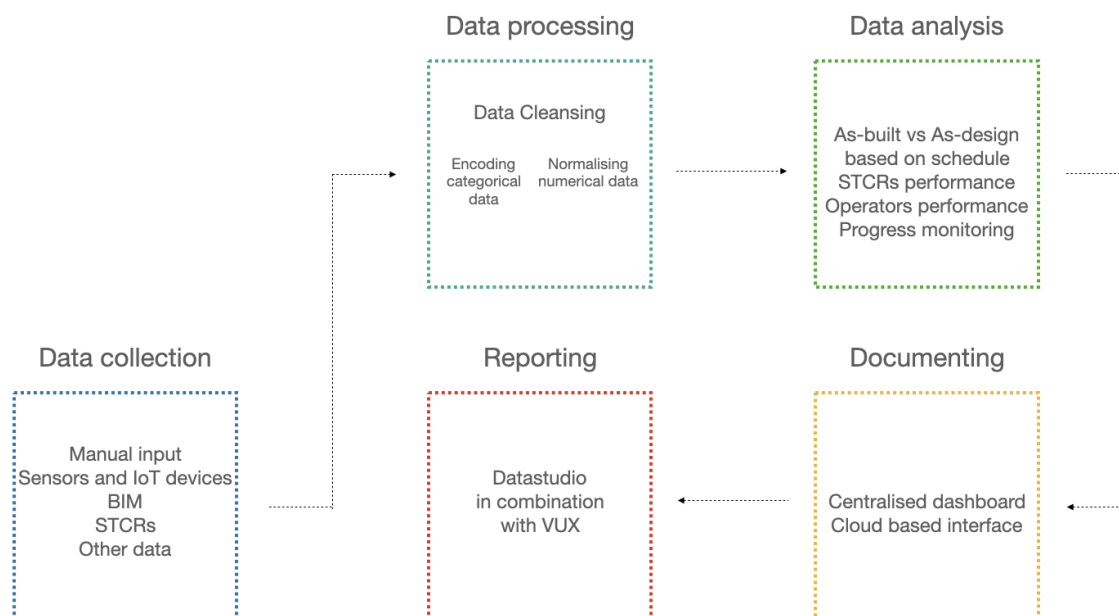 Data processing
Data Cleansing
Encoding
categorical
data
Normalising
numerical data
Data analysis
As-built vs As-design
based on schedule
STCRs performance
Operators performance
Progress monitoring
Data collection
Manual input
Sensors and IoT devices
BIM
STCRs
Other data
Reporting
Datastudio
in combination
with VUX
Documenting
Centralised dashboard
Cloud based interface